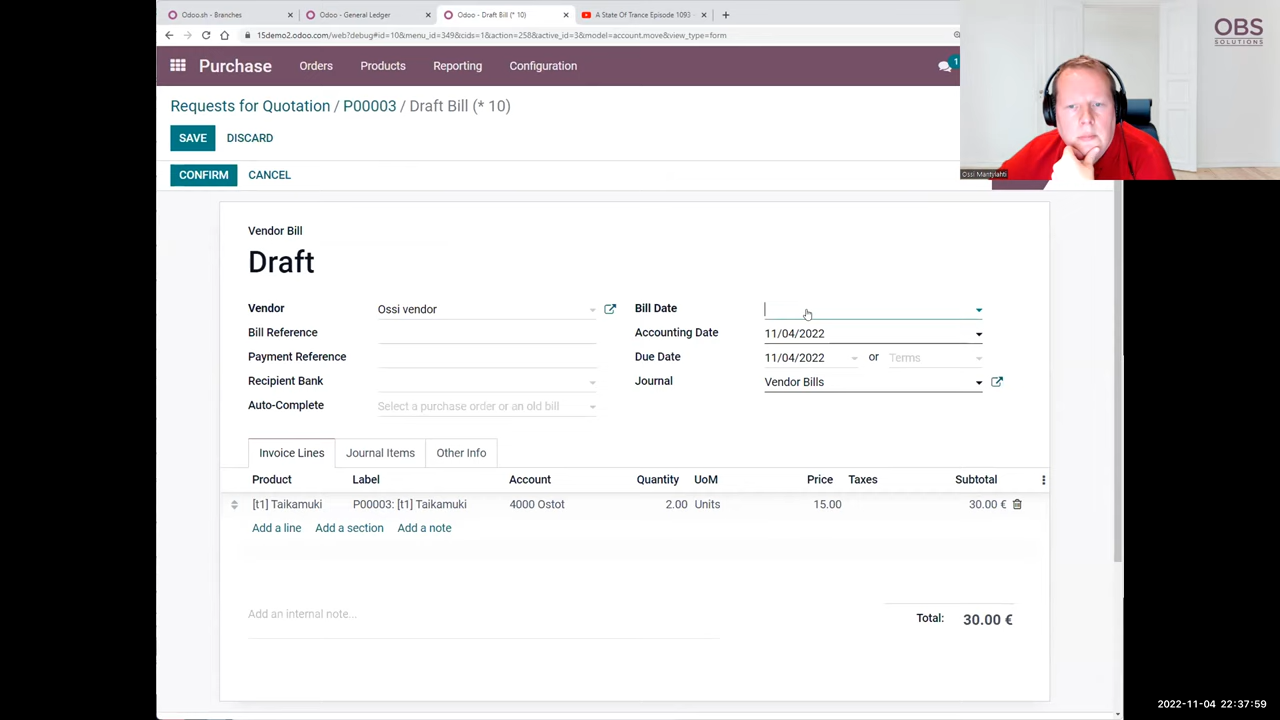 Odoo.sh - Branches
Odoo - General Ledger
Odoo - Draft Bill (* 10)
A State Of Trance Episode 1093
15demo2.odoo.com/web?debug#id=10&menu_id=349&cids=1&action=258&active_id=3&model=account.move&view_type=form
OBS
SOLUTIONS
Purchase Orders Products Reporting Configuration 1
Requests for Quotation / P00003 / Draft Bill (* 10)
SAVE DISCARD
CONFIRM CANCEL
Ossi Mantylahti
Vendor Bill
Draft
Vendor Ossi vendor Bill Date
Bill Reference Accounting Date 11/04/2022
Payment Reference Due Date 11/04/2022 or Terms
Recipient Bank Journal Vendor Bills
Auto-Complete Select a purchase order or an old bill
Invoice Lines Journal Items Other Info
Product Label Account Quantity UoM Price Taxes Subtotal
[t1] Taikamuki P00003: [t1] Taikamuki 4000 Ostot 2.00 Units 15.00 30.00 €
Add a line Add a section Add a note
Add an internal note...
Total: 30.00 €
2022-11-04 22:37:59